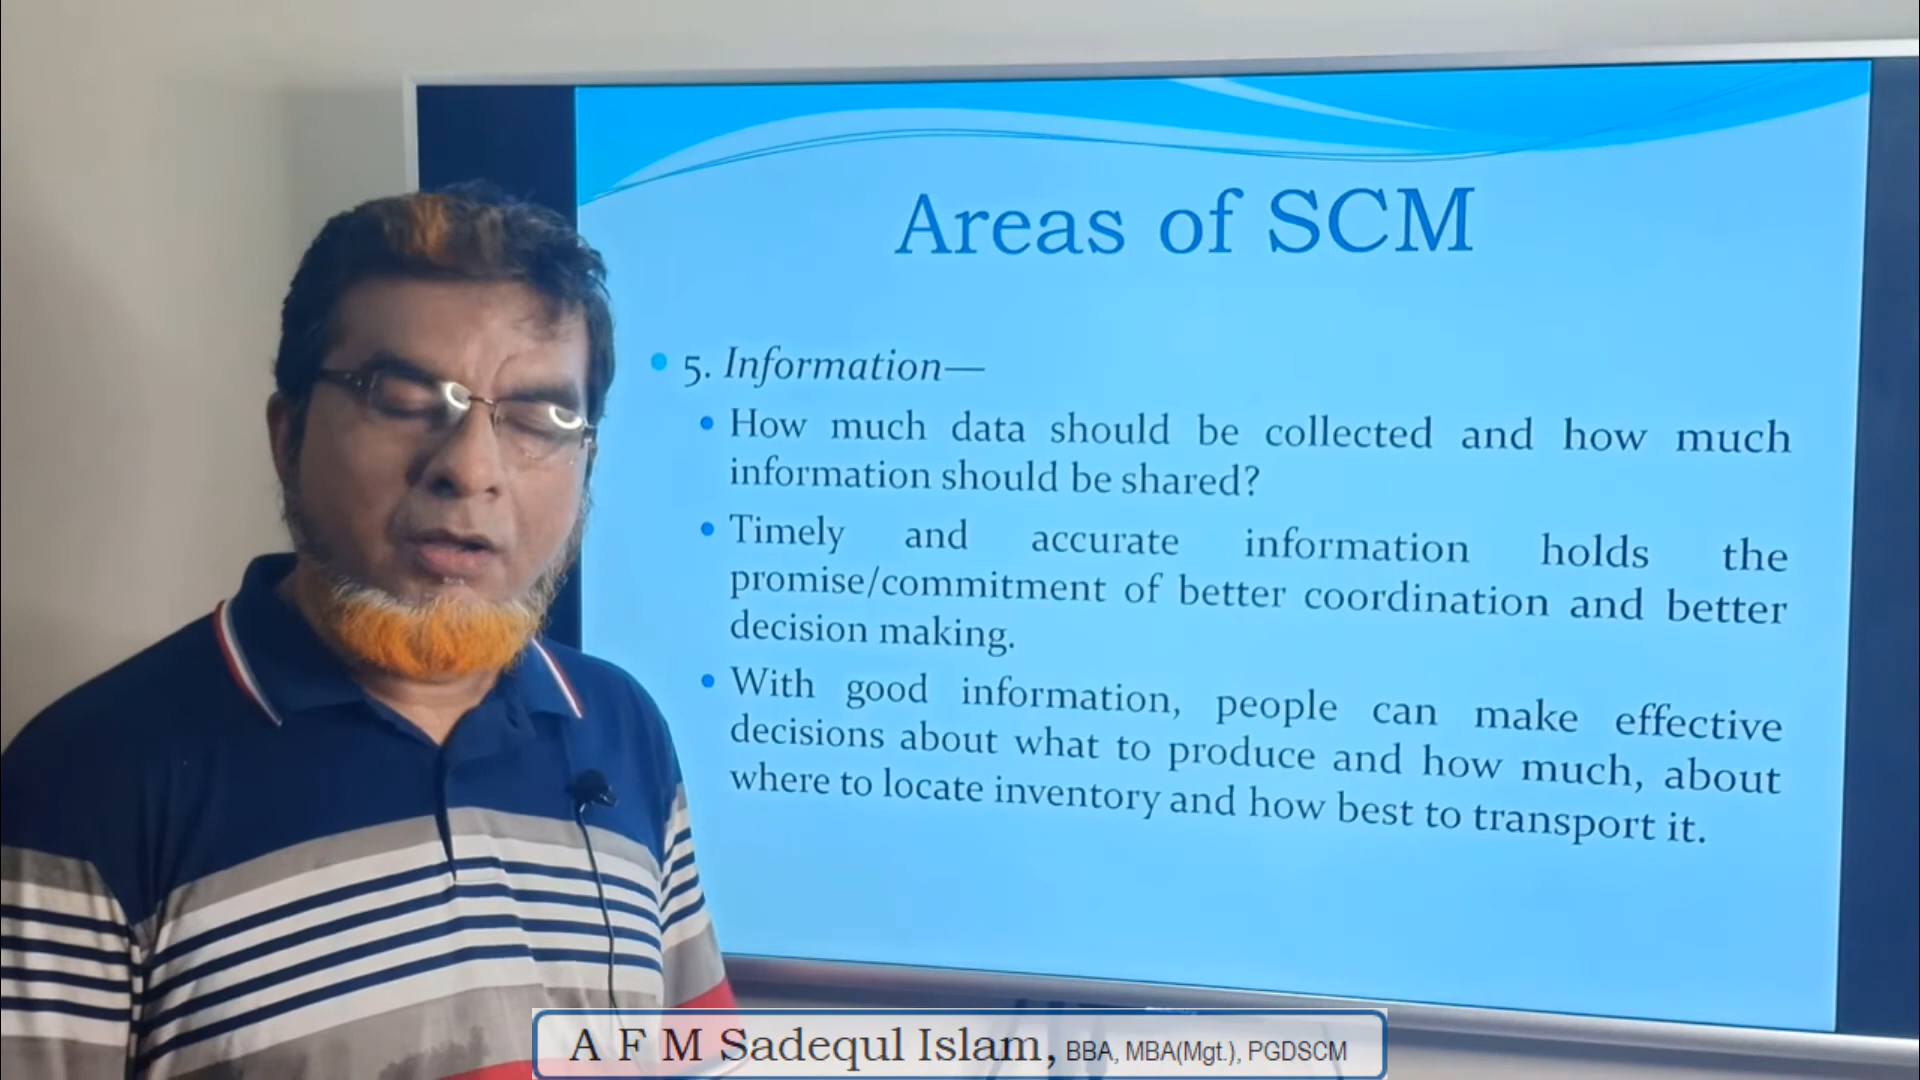 Areas of SCM
5. Information—
How much data should be collected and how much
information should be shared?
Timely and accurate information holds the
promise/commitment of better coordination and better
decision making.
With good information, people can make effective
decisions about what to produce and how much, about
where to locate inventory and how best to transport it.
A F M Sadequl Islam, BBA, MBA(Mgt.), PGDSCM